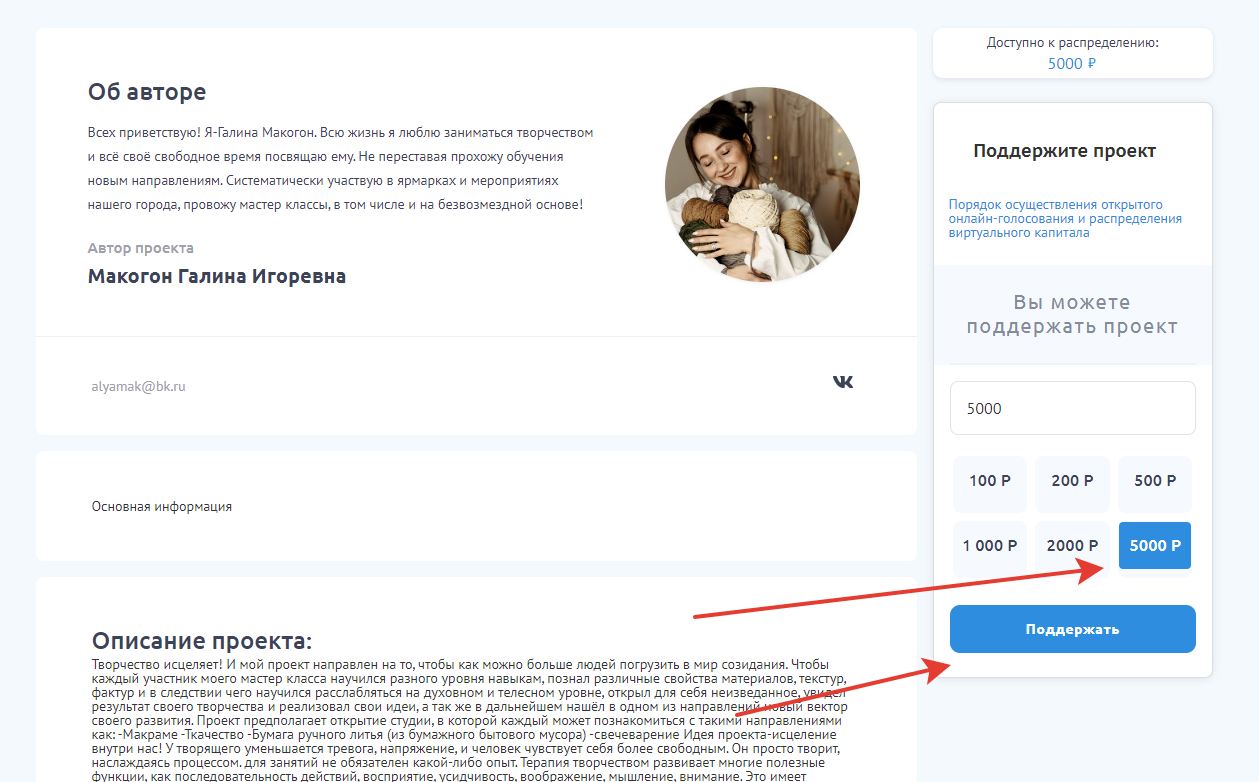 Об авторе
Всех приветствую! Я-Галина Макогон. Всю жизнь я люблю заниматься творчеством
и всё своё свободное время посвящаю ему. Не переставая прохожу обучения
новым направлениям. Систематически участвую в ярмарках и мероприятиях
нашего города, провожу мастер классы, в том числе и на безвозмездной основе!
Автор проекта
Макогон Галина Игоревна
alyamak@bk.ru
Основная информация
Описание проекта:
Творчество исцеляет! И мой проект направлен на то, чтобы как можно больше людей погрузить в мир созидания. Чтобы
каждый участник моего мастер класса научился разного уровня навыкам, познал различные свойства материалов, текстур,
фактур и в следствии чего научился расслабляться на духовном и телесном уровне, открыл для себя неизведанное, увидел
результат своего творчества и реализовал свои идеи, а так же в дальнейшем нашёл в одном из направлений новый вектор
своего развития. Проект предполагает открытие студии, в которой каждый может познакомиться с такими направлениями
как: -Макраме -Ткачество -Бумага ручного литья (из бумажного бытового мусора) -свечеварение Идея проекта-исцеление
внутри нас! У творящего уменьшается тревога, напряжение, и человек чувствует себя более свободным. Он просто творит,
наслаждаясь процессом. для занятий не обязателен какой-либо опыт. Терапия творчеством развивает многие полезные
функции, как последовательность действий, восприятие, усидчивость, воображение, мышление, внимание. Это имеет
Доступно к распределению:
5000 ₽
Поддержите проект
Порядок осуществления открытого
онлайн-голосования и распределения
виртуального капитала
Вы можете
поддержать проект
5000
100 Р 200 Р 500 Р
1 000 Р 2000 Р 5000 Р
Поддержать